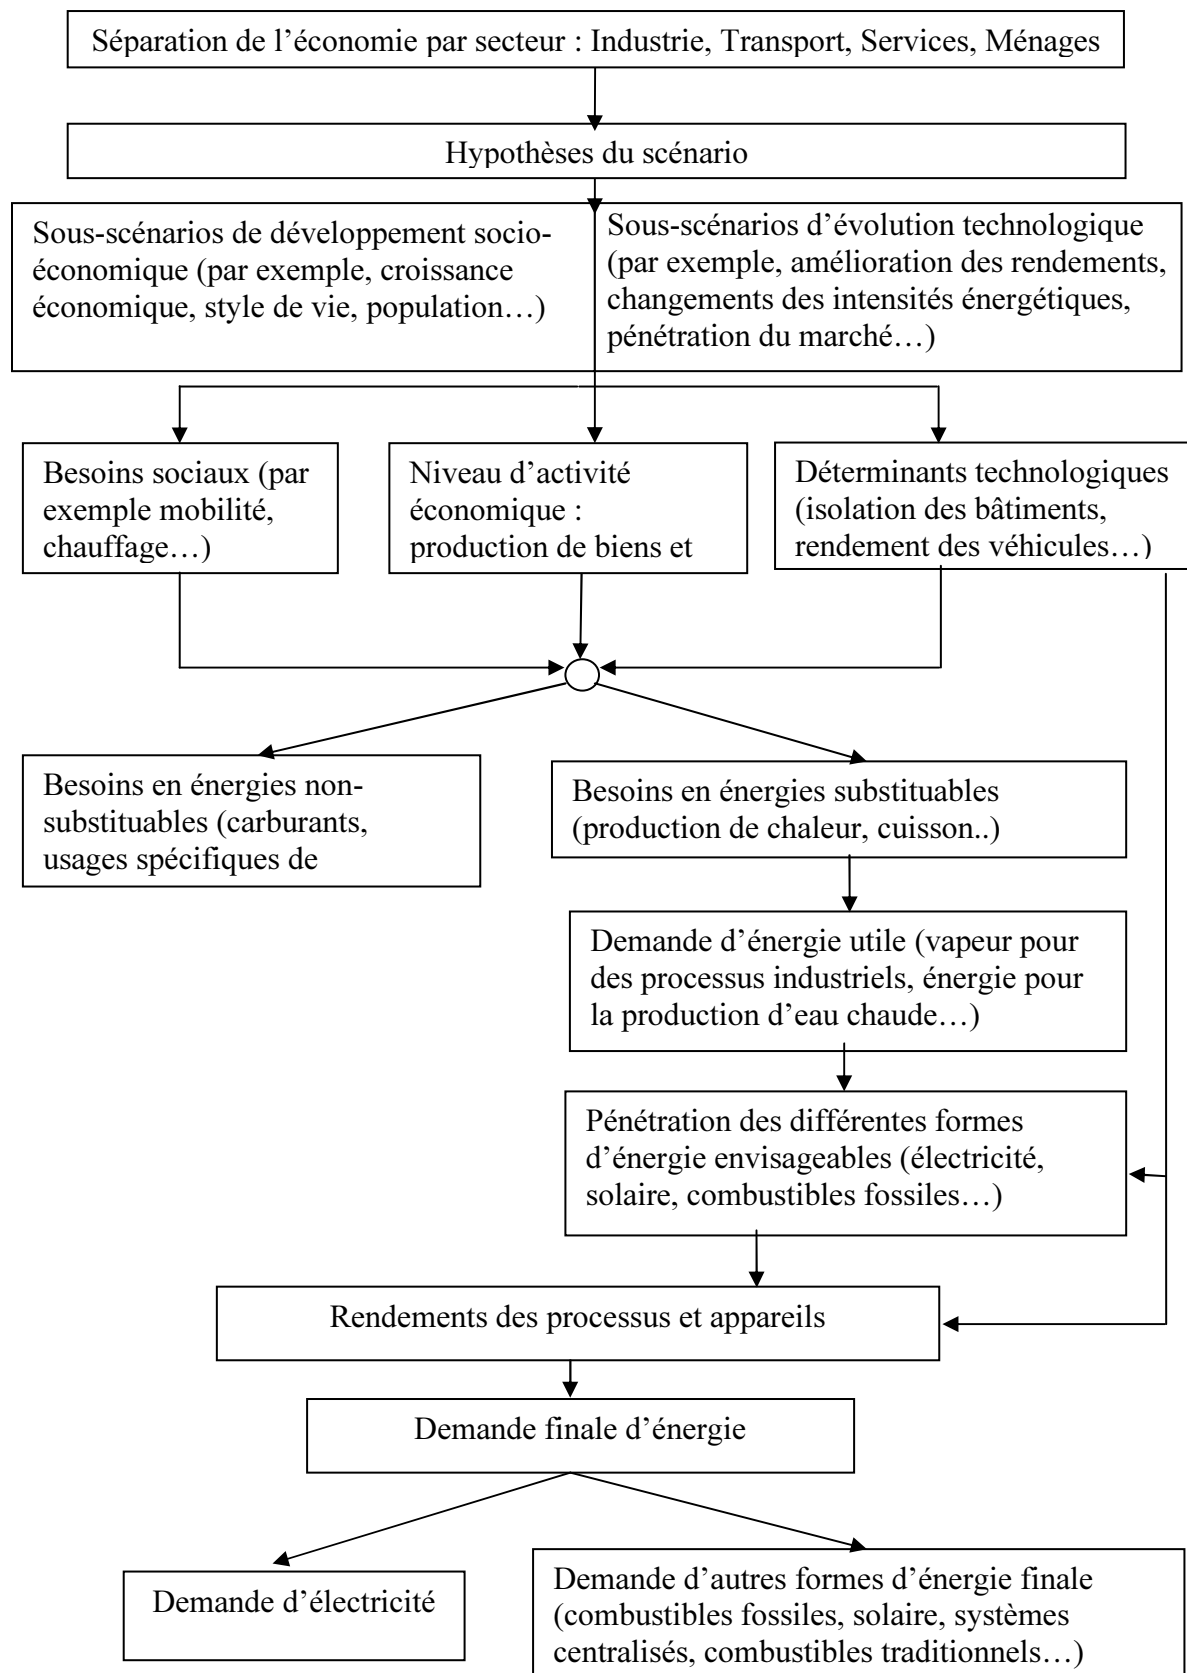 Séparation de l’économie par secteur : Industrie, Transport, Services, Ménages
Hypothèses du scénario
Sous-scénarios de développement socio-
économique (par exemple, croissance
économique, style de vie, population…)
Sous-scénarios d’évolution technologique
(par exemple, amélioration des rendements,
changements des intensités énergétiques,
pénétration du marché…)
Besoins sociaux (par
exemple mobilité,
chauffage…)
Niveau d’activité
économique :
production de biens et
Déterminants technologiques
(isolation des bâtiments,
rendement des véhicules…)
Besoins en énergies non-
substituables (carburants,
usages spécifiques de
Besoins en énergies substituables
(production de chaleur, cuisson..)
Demande d’énergie utile (vapeur pour
des processus industriels, énergie pour
la production d’eau chaude…)
Pénétration des différentes formes
d’énergie envisageables (électricité,
solaire, combustibles fossiles…)
Rendements des processus et appareils
Demande finale d’énergie
Demande d’électricité
Demande d’autres formes d’énergie finale
(combustibles fossiles, solaire, systèmes
centralisés, combustibles traditionnels…)